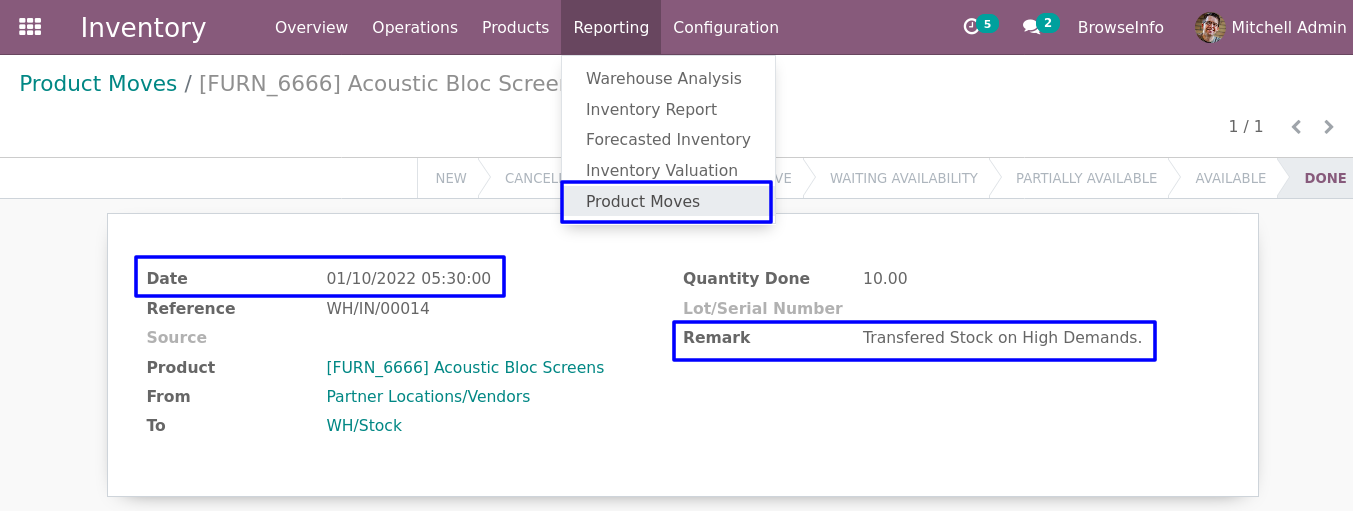 Inventory Overview Operations Products Reporting Configuration 5 2 BrowseInfo Mitchell Admin
Product Moves / [FURN_6666] Acoustic Bloc
Warehouse Analysis
Inventory Report
Forecasted Inventory
Inventory Valuation
Product Moves
1 / 1
NEW WAITING AVAILABILITY PARTIALLY AVAILABLE AVAILABLE DONE
Date 01/10/2022 05:30:00
Reference WH/IN/00014
Source
Product [FURN_6666] Acoustic Bloc Screens
From Partner Locations/Vendors
To WH/Stock
Quantity Done 10.00
Lot/Serial Number
Remark Transfered Stock on High Demands.